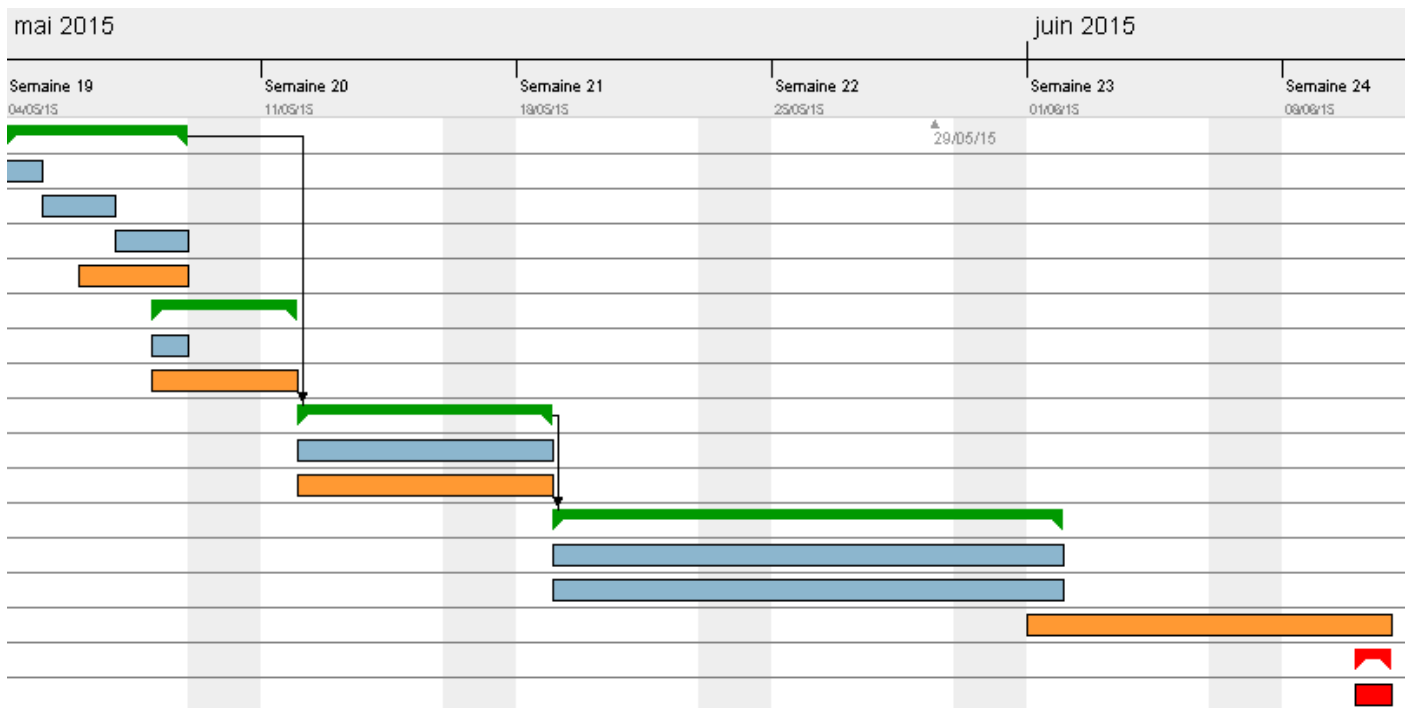 mai 2015
juin 2015
Semaine 19
Semaine 20
Semaine 21
Semaine 22
Semaine 23
Semaine 24
04/05/15
11/05/15
18/05/15
25/05/15
01/06/15
08/06/15
29/05/15